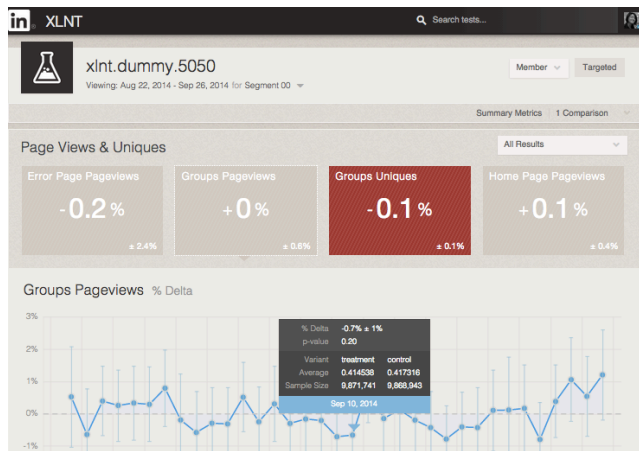 in XLNT
Search tests...
xlnt.dummy.5050
Member
Targeted
Viewing: Aug 22, 2014 - Sep 26, 2014 for Segment 00
Summary Metrics
1 Comparison
Page Views & Uniques
All Results
Error Page Pageviews
-0.2%
± 2.4%
Groups Pageviews
+0%
± 0.6%
Groups Uniques
-0.1%
± 0.1%
Home Page Pageviews
+0.1%
± 0.4%
Groups Pageviews % Delta
3%
2%
1%
0%
-1%
% Delta -0.7% ± 1%
p-value 0.20
Variant treatment control
Average 0.414538 0.417316
Sample Size 9,871,741 9,868,943
Sep 10, 2014